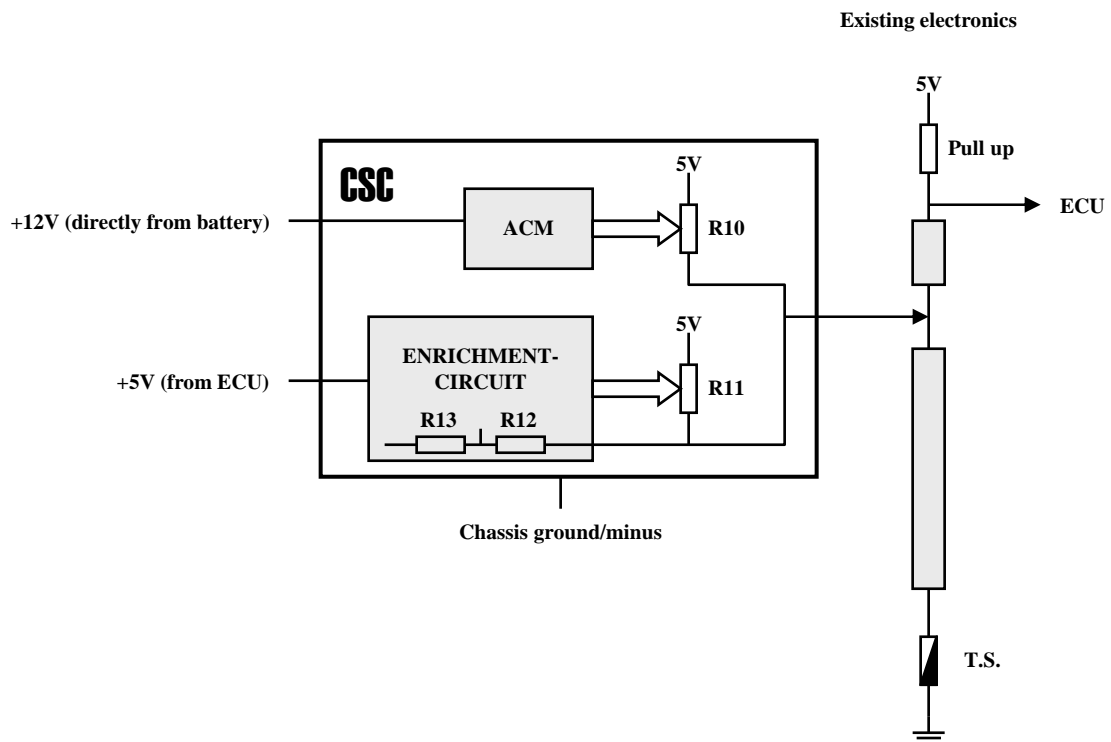 Existing electronics
5V
Pull up
ECU
CSC
5V
+12V (directly from battery)
ACM
R10
5V
ENRICHMENT-
CIRCUIT
+5V (from ECU)
R11
R13
R12
Chassis ground/minus
T.S.